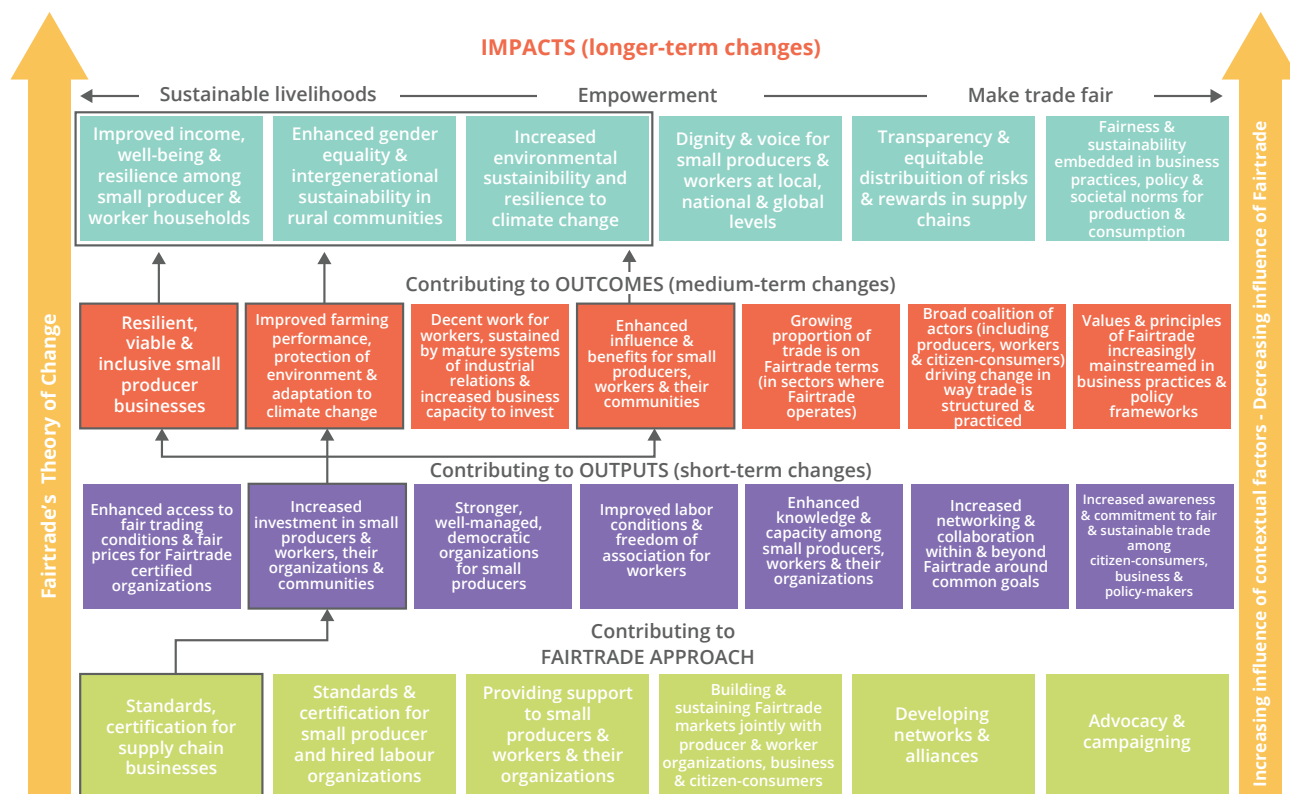 IMPACTS (longer-term changes)
Sustainable livelihoods
Empowerment
Make trade fair
Improved income,
well-being &
resilience among
small producer &
worker households
Enhanced gender
equality &
intergenerational
sustainability in
rural communities
Increased
environmental
sustainibility and
resilience to
climate change
Dignity & voice for
small producers &
workers at local,
national & global
levels
Transparency &
equitable
distribuition of risks
& rewards in supply
chains
Fairness &
sustainability
embedded in business
practices, policy &
societal norms for
production &
consumption
Contributing to OUTCOMES (medium-term changes)
Resilient,
viable &
inclusive small
producer
businesses
Improved farming
performance,
protection of
environment &
adaptation to
climate change
Decent work for
workers, sustained
by mature systems
of industrial
relations &
increased business
capacity to invest
Enhanced
influence &
benefits for small
producers,
workers & their
communities
Growing
proportion of
trade is on
Fairtrade terms
(in sectors where
Fairtrade
operates)
Broad coalition of
actors (including
producers, workers
& citizen-consumers)
driving change in
way trade is
structured &
practiced
Values & principles
of Fairtrade
increasingly
mainstreamed in
business practices &
policy
frameworks
Contributing to OUTPUTS (short-term changes)
Enhanced access to
fair trading
conditions & fair
prices for Fairtrade
certified
organizations
Increased
investment in small
producers &
workers, their
organizations &
communities
Stronger,
well-managed,
democratic
organizations
for small
producers
Improved labor
conditions &
freedom of
association for
workers
Enhanced
knowledge &
capacity among
small producers,
workers & their
organizations
Increased
networking &
collaboration
within & beyond
Fairtrade around
common goals
Increased awareness
& commitment to fair
& sustainable trade
among
citizen-consumers,
business &
policy-makers
Contributing to
FAIRTRADE APPROACH
Standards,
certification for
supply chain
businesses
Standards &
certification for
small producer
and hired labour
organizations
Providing support
to small
producers &
workers & their
organizations
Building &
sustaining Fairtrade
markets jointly with
producer & worker
organizations, business
& citizen-consumers
Developing
networks &
alliances
Advocacy &
campaigning
Fairtrade's Theory of Change
Increasing influence of contextual factors - Decreasing influence of Fairtrade